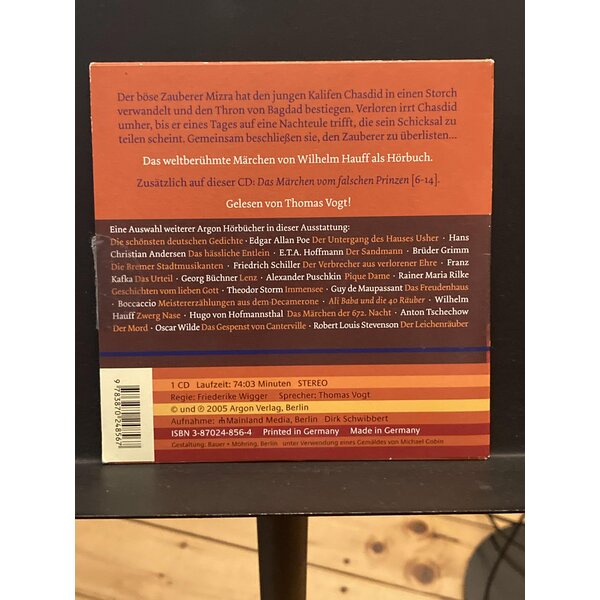 Der böse Zauberer Mizra hat den jungen Kalifen Chasdid in einen Storch
verwandelt und den Thron von Bagdad bestiegen. Verloren irrt Chasdid
umher, bis er eines Tages auf eine Nachteule trifft, die sein Schicksal zu
teilen scheint. Gemeinsam beschließen sie, den Zauberer zu überlisten...
Das weltberühmte Märchen von Wilhelm Hauff als Hörbuch.
Zusätzlich auf dieser CD: Das Märchen vom falschen Prinzen [6-14].
Gelesen von Thomas Vogt!
Eine Auswahl weiterer Argon Hörbücher in dieser Ausstattung:
Die schönsten deutschen Gedichte · Edgar Allan Poe Der Untergang des Hauses Usher · Hans
Christian Andersen Das hässliche Entlein · E.T.A. Hoffmann Der Sandmann · Brüder Grimm
Die Bremer Stadtmusikanten · Friedrich Schiller Der Verbrecher aus verlorener Ehre · Franz
Kafka Das Urteil · Georg Büchner Lenz · Alexander Puschkin Pique Dame · Rainer Maria Rilke
Geschichten vom lieben Gott · Theodor Storm Immensee · Guy de Maupassant Das Freudenhaus
· Boccaccio Meistererzählungen aus dem Decamerone · Ali Baba und die 40 Räuber · Wilhelm
Hauff Zwerg Nase · Hugo von Hofmannsthal Das Märchen der 672. Nacht · Anton Tschechow
Der Mord · Oscar Wilde Das Gespenst von Canterville · Robert Louis Stevenson Der Leichenräuber
1 CD Laufzeit: 74:03 Minuten STEREO
Regie: Friederike Wigger Sprecher: Thomas Vogt
© und ℗ 2005 Argon Verlag, Berlin
Aufnahme: Mainland Media, Berlin Dirk Schwibbert
ISBN 3-87024-856-4 Printed in Germany Made in Germany
Gestaltung: Bauer + Möhring, Berlin unter Verwendung eines Gemäldes von Michael Gobin
9 783870 248567